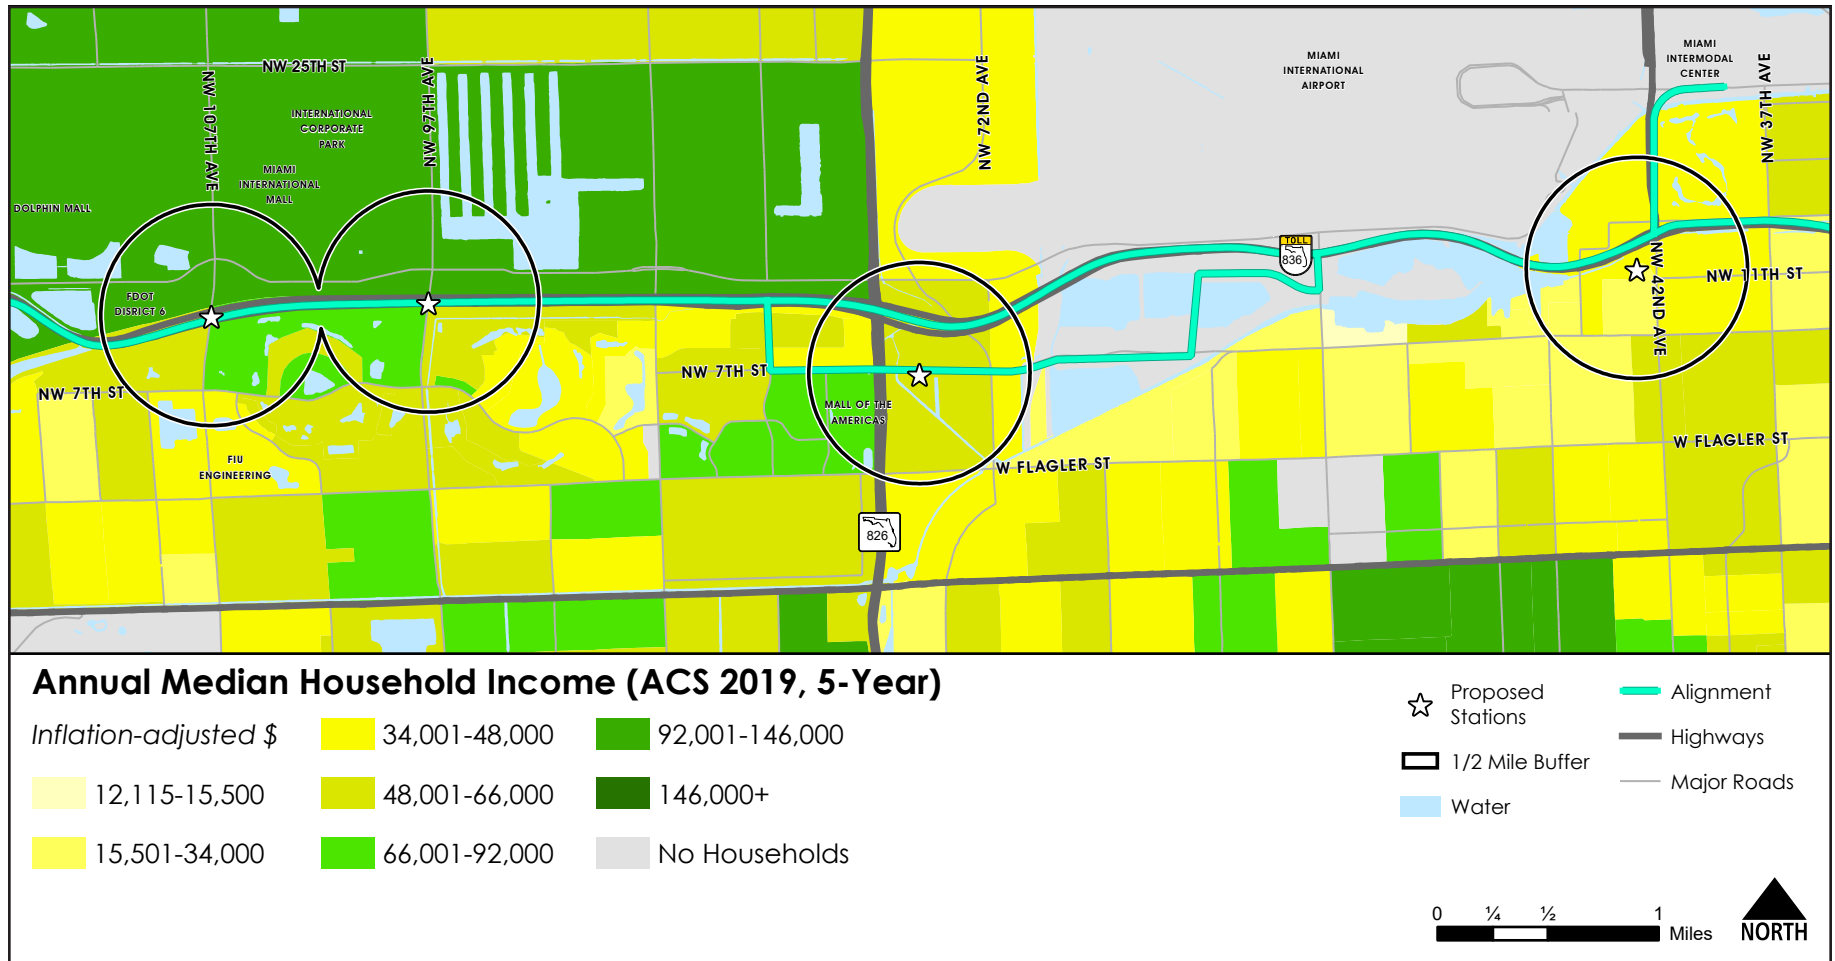 NW 25TH ST
NW 107TH AVE
NW 97TH AVE
NW 72ND AVE
NW 37TH AVE
MIAMI
INTERNATIONAL
AIRPORT
MIAMI
INTERMODAL
CENTER
INTERNATIONAL
CORPORATE
PARK
MIAMI
INTERNATIONAL
MALL
DOLPHIN MALL
TOLL
836
NW 42ND AVE
NW 11TH ST
FDOT
DISRICT 6
NW 7TH ST
NW 7TH ST
MALL OF THE
AMERICAS
FIU
ENGINEERING
W FLAGLER ST
W FLAGLER ST
826
Annual Median Household Income (ACS 2019, 5-Year)
Inflation-adjusted $
12,115-15,500
15,501-34,000
34,001-48,000
48,001-66,000
66,001-92,000
92,001-146,000
146,000+
No Households
Proposed
Stations
1/2 Mile Buffer
Water
Alignment
Highways
Major Roads
0 ¼ ½ 1
Miles
NORTH